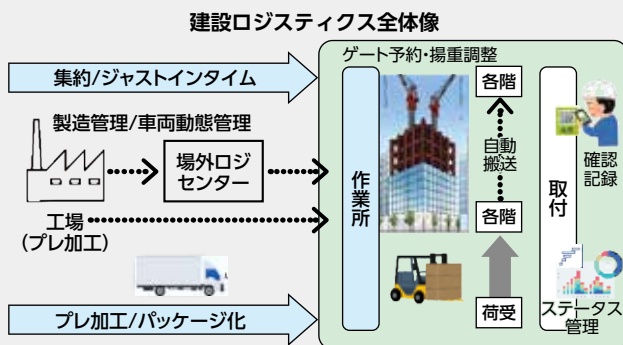 建設ロジスティクス全体像
集約/ジャストインタイム
製造管理/車両動態管理
場外ロジ
センター
工場
(プレ加工)
プレ加工/パッケージ化
ゲート予約・揚重調整
作業所
各階
自動
搬送
各階
荷受
取付
確認
記録
ステータス
管理